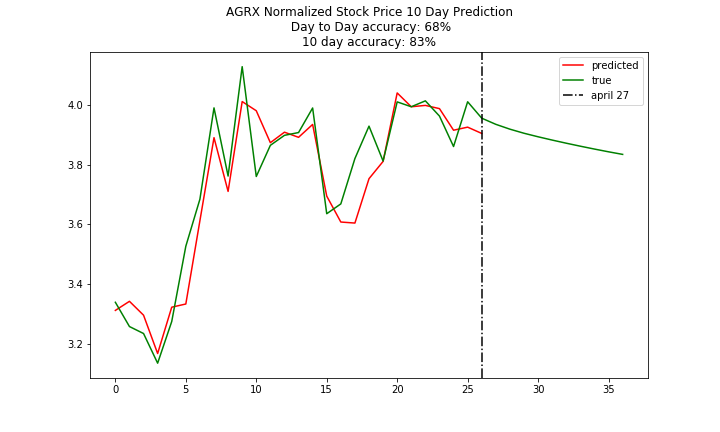 AGRX Normalized Stock Price 10 Day Prediction
Day to Day accuracy: 68%
10 day accuracy: 83%
predicted
true
april 27
4.0
3.8
3.6
3.4
3.2
0 5 10 15 20 25 30 35